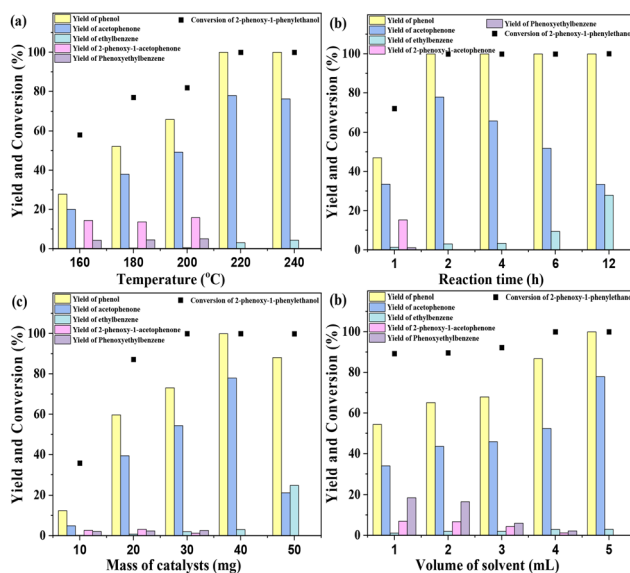 (a)
Yield of phenol
Yield of acetophenone
Yield of ethylbenzene
Yield of 2-phenoxy-1-acetophenone
Yield of Phenoxyethylbenzene
Conversion of 2-phenoxy-1-phenylethanol
Yield and Conversion (%)
100
80
60
40
20
0
160 180 200 220 240
Temperature (°C)
(b)
Yield of phenol
Yield of acetophenone
Yield of ethylbenzene
Yield of 2-phenoxy-1-acetophenone
Yield of Phenoxyethylbenzene
Conversion of 2-phenoxy-1-phenylethanol
Yield and Conversion (%)
100
80
60
40
20
0
1 2 4 6 12
Reaction time (h)
(c)
Yield of phenol
Yield of acetophenone
Yield of ethylbenzene
Yield of 2-phenoxy-1-acetophenone
Yield of Phenoxyethylbenzene
Conversion of 2-phenoxy-1-phenylethanol
Yield and Conversion (%)
100
80
60
40
20
0
10 20 30 40 50
Mass of catalysts (mg)
(b)
Yield of phenol
Yield of acetophenone
Yield of ethylbenzene
Yield of 2-phenoxy-1-acetophenone
Yield of Phenoxyethylbenzene
Conversion of 2-phenoxy-1-phenylethanol
Yield and Conversion (%)
100
80
60
40
20
0
1 2 3 4 5
Volume of solvent (mL)